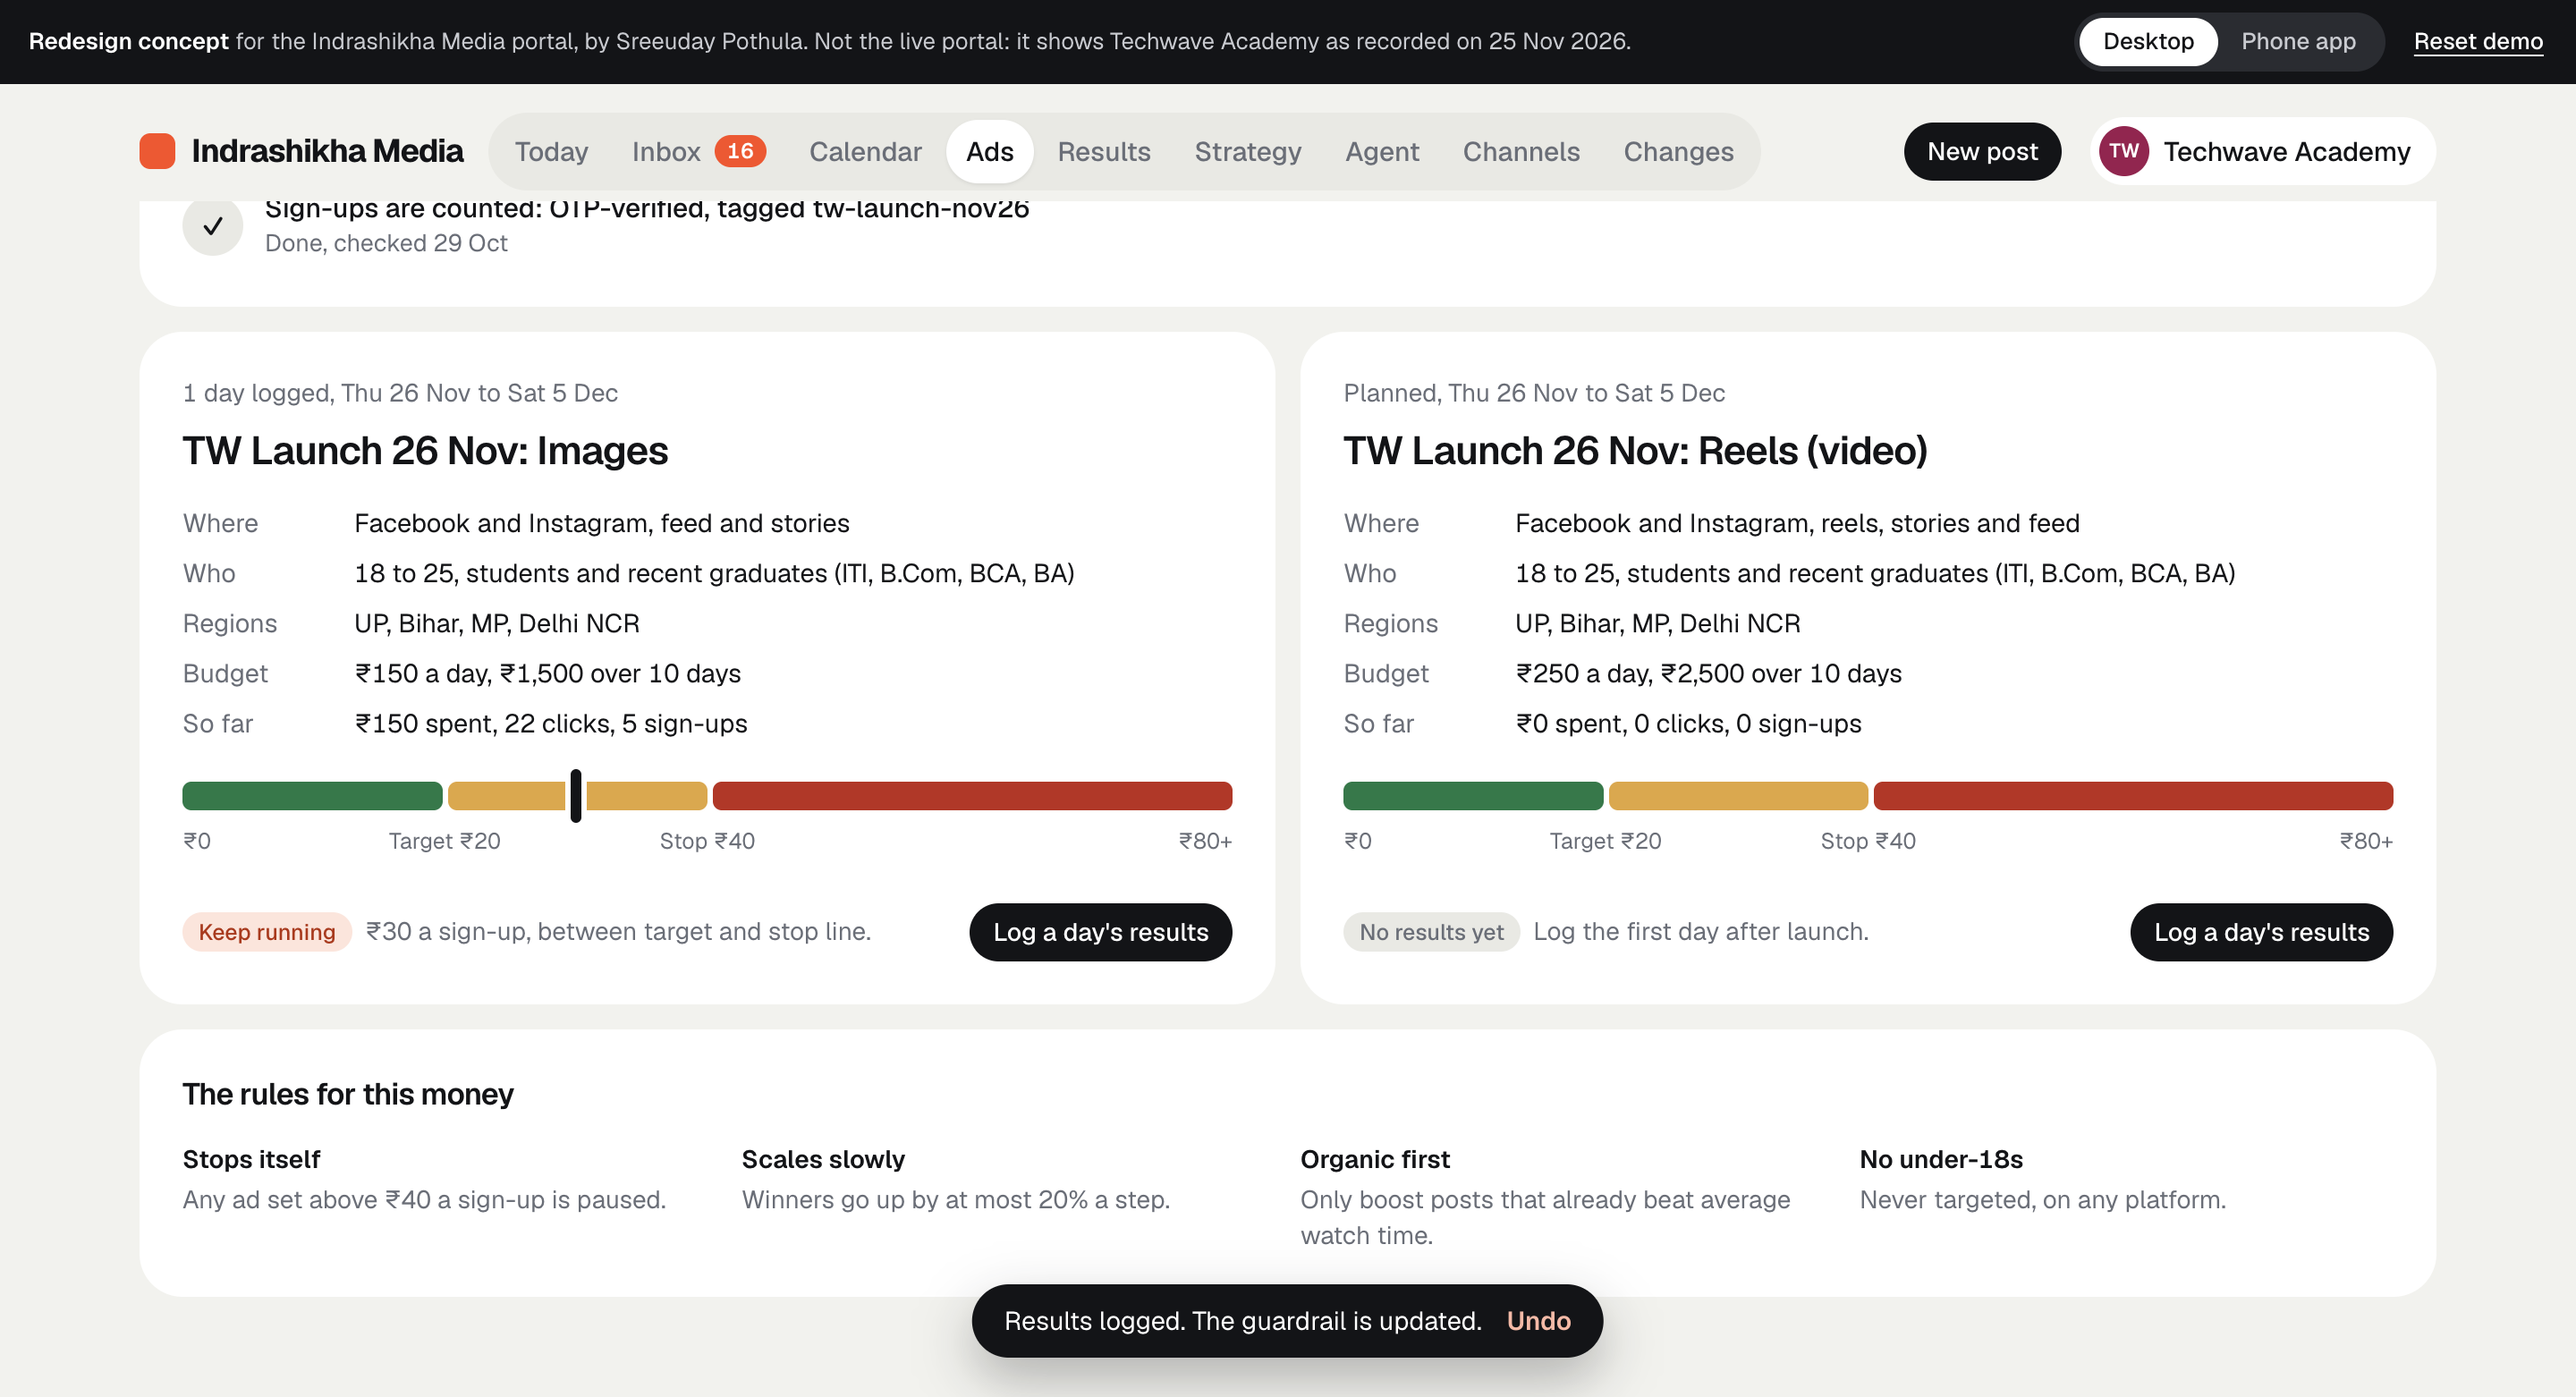 Redesign concept for the Indrashikha Media portal, by Sreeuday Pothula. Not the live portal: it shows Techwave Academy as recorded on 25 Nov 2026.
Desktop
Phone app
Reset demo
Indrashikha Media
Today
Inbox 16
Calendar
Ads
Results
Strategy
Agent
Channels
Changes
New post
TW Techwave Academy
Sign-ups are counted: OTP-verified, tagged tw-launch-nov26
Done, checked 29 Oct
1 day logged, Thu 26 Nov to Sat 5 Dec
TW Launch 26 Nov: Images
Where Facebook and Instagram, feed and stories
Who 18 to 25, students and recent graduates (ITI, B.Com, BCA, BA)
Regions UP, Bihar, MP, Delhi NCR
Budget ₹150 a day, ₹1,500 over 10 days
So far ₹150 spent, 22 clicks, 5 sign-ups
₹0 Target ₹20 Stop ₹40 ₹80+
Keep running ₹30 a sign-up, between target and stop line.
Log a day's results
Planned, Thu 26 Nov to Sat 5 Dec
TW Launch 26 Nov: Reels (video)
Where Facebook and Instagram, reels, stories and feed
Who 18 to 25, students and recent graduates (ITI, B.Com, BCA, BA)
Regions UP, Bihar, MP, Delhi NCR
Budget ₹250 a day, ₹2,500 over 10 days
So far ₹0 spent, 0 clicks, 0 sign-ups
₹0 Target ₹20 Stop ₹40 ₹80+
No results yet Log the first day after launch.
Log a day's results
The rules for this money
Stops itself
Any ad set above ₹40 a sign-up is paused.
Scales slowly
Winners go up by at most 20% a step.
Organic first
Only boost posts that already beat average
watch time.
No under-18s
Never targeted, on any platform.
Results logged. The guardrail is updated. Undo